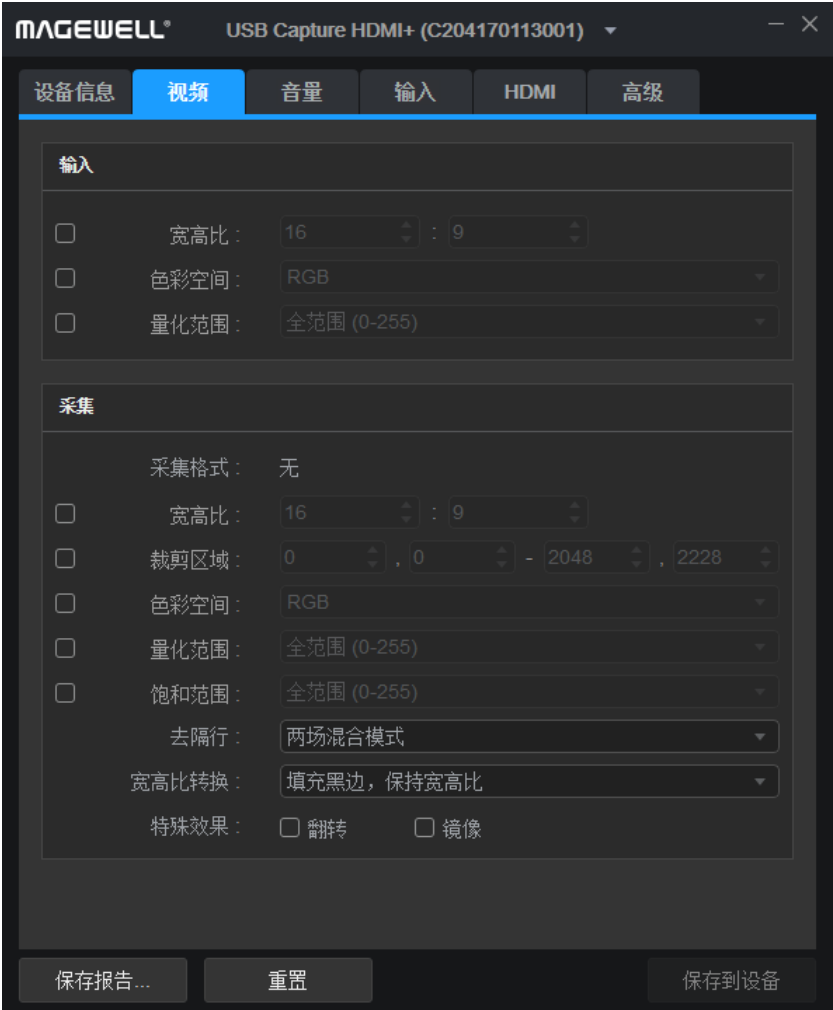 MAGEWELL® USB Capture HDMI+ (C204170113001)
设备信息 视频 音量 输入 HDMI 高级
输入
宽高比： 16 : 9
色彩空间： RGB
量化范围： 全范围 (0-255)
采集
采集格式： 无
宽高比： 16 : 9
裁剪区域： 0 , 0 - 2048 , 2228
色彩空间： RGB
量化范围： 全范围 (0-255)
饱和范围： 全范围 (0-255)
去隔行： 两场混合模式
宽高比转换： 填充黑边，保持宽高比
特殊效果： 翻转 镜像
保存报告... 重置 保存到设备